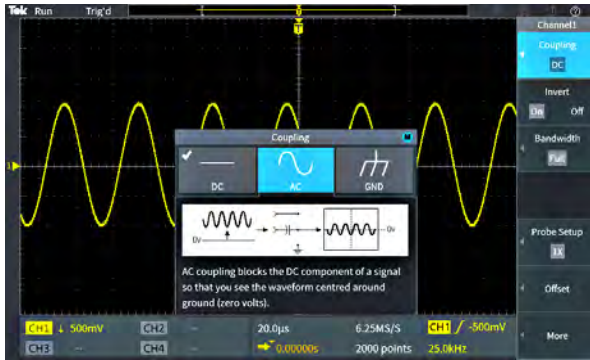 Tek Run Trig'd
Channel1
Coupling
DC
Invert
On Off
Bandwidth
Full
Probe Setup
1X
Offset
More
T
1
Coupling
DC AC GND
0V 0V
AC coupling blocks the DC component of a signal
so that you see the waveform centred around
ground (zero volts).
CH1 ↓ 500mV CH2 -- 20.0µs 6.25MS/s CH1 / -500mV
CH3 -- CH4 -- 0.00000s 2000 points 25.0kHz